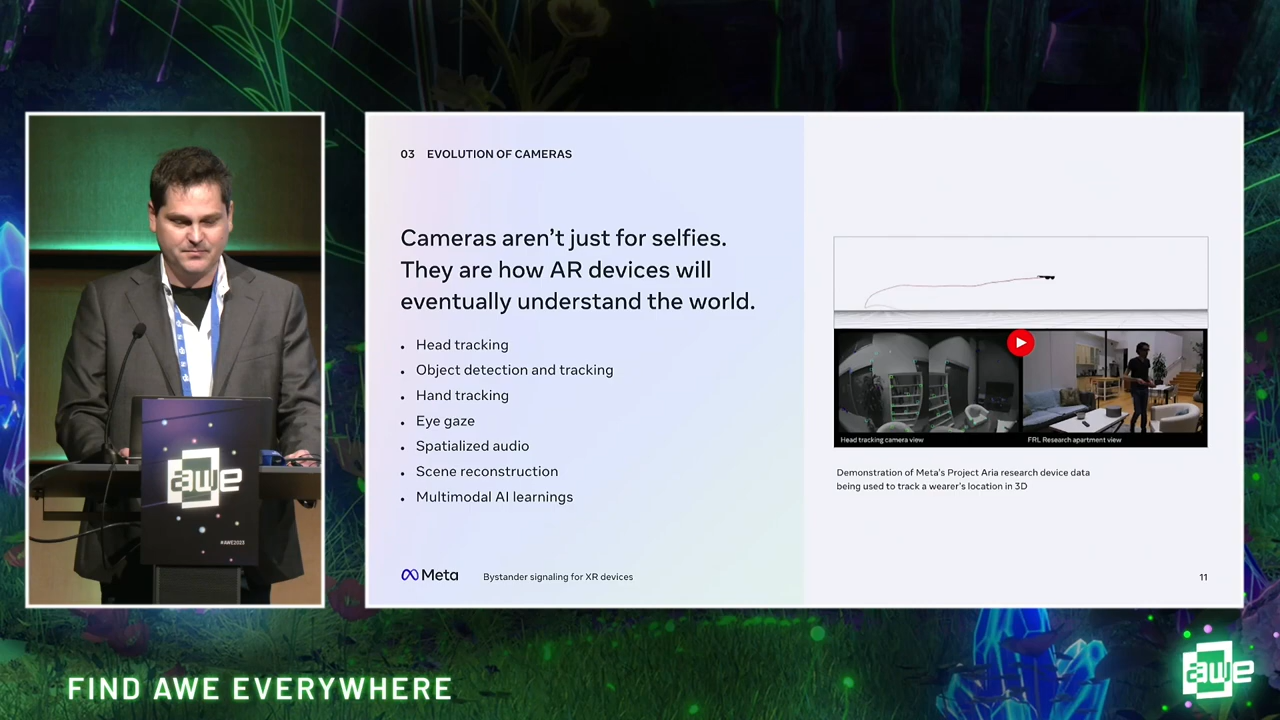 03 EVOLUTION OF CAMERAS
Cameras aren’t just for selfies.
They are how AR devices will
eventually understand the world.
• Head tracking
• Object detection and tracking
• Hand tracking
• Eye gaze
• Spatialized audio
• Scene reconstruction
• Multimodal AI learnings
Head tracking camera view
FRL Research apartment view
Demonstration of Meta’s Project Aria research device data
being used to track a wearer’s location in 3D
Meta
Bystander signaling for XR devices
11
awe
#AWE2023
FIND AWE EVERYWHERE
awe